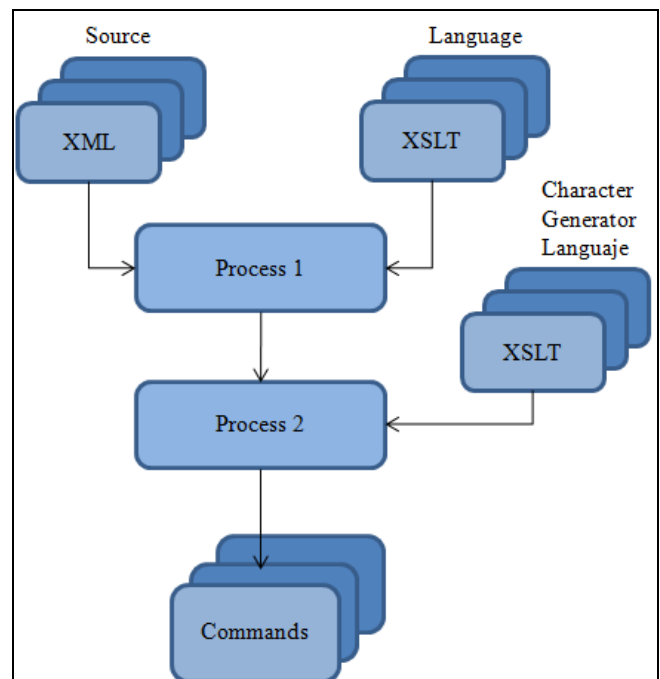 Source
Language
XML
XSLT
Character
Generator
Languaje
Process 1
XSLT
Process 2
Commands